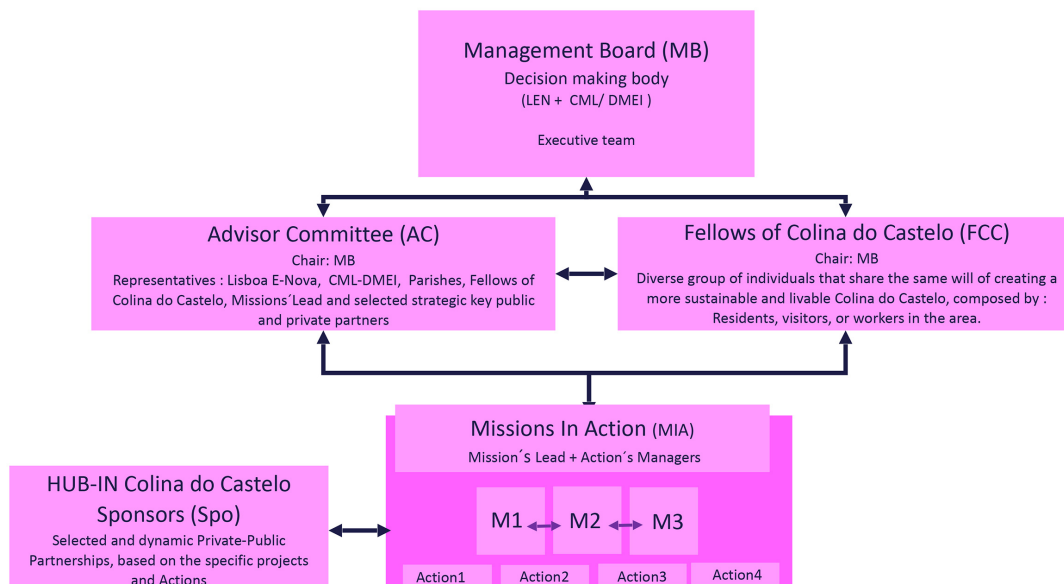 Management Board (MB)
Decision making body
(LEN + CML/ DMEI )
Executive team
Advisor Committee (AC)
Chair: MB
Representatives : Lisboa E-Nova, CML-DMEI, Parishes, Fellows of
Colina do Castelo, Missions´Lead and selected strategic key public
and private partners
Fellows of Colina do Castelo (FCC)
Chair: MB
Diverse group of individuals that share the same will of creating a
more sustainable and livable Colina do Castelo, composed by :
Residents, visitors, or workers in the area.
Missions In Action (MIA)
Mission´s Lead + Action´s Managers
HUB-IN Colina do Castelo
Sponsors (Spo)
Selected and dynamic Private-Public
Partnerships, based on the specific projects
and Actions
M1 M2 M3
Action1 Action2 Action3 Action4